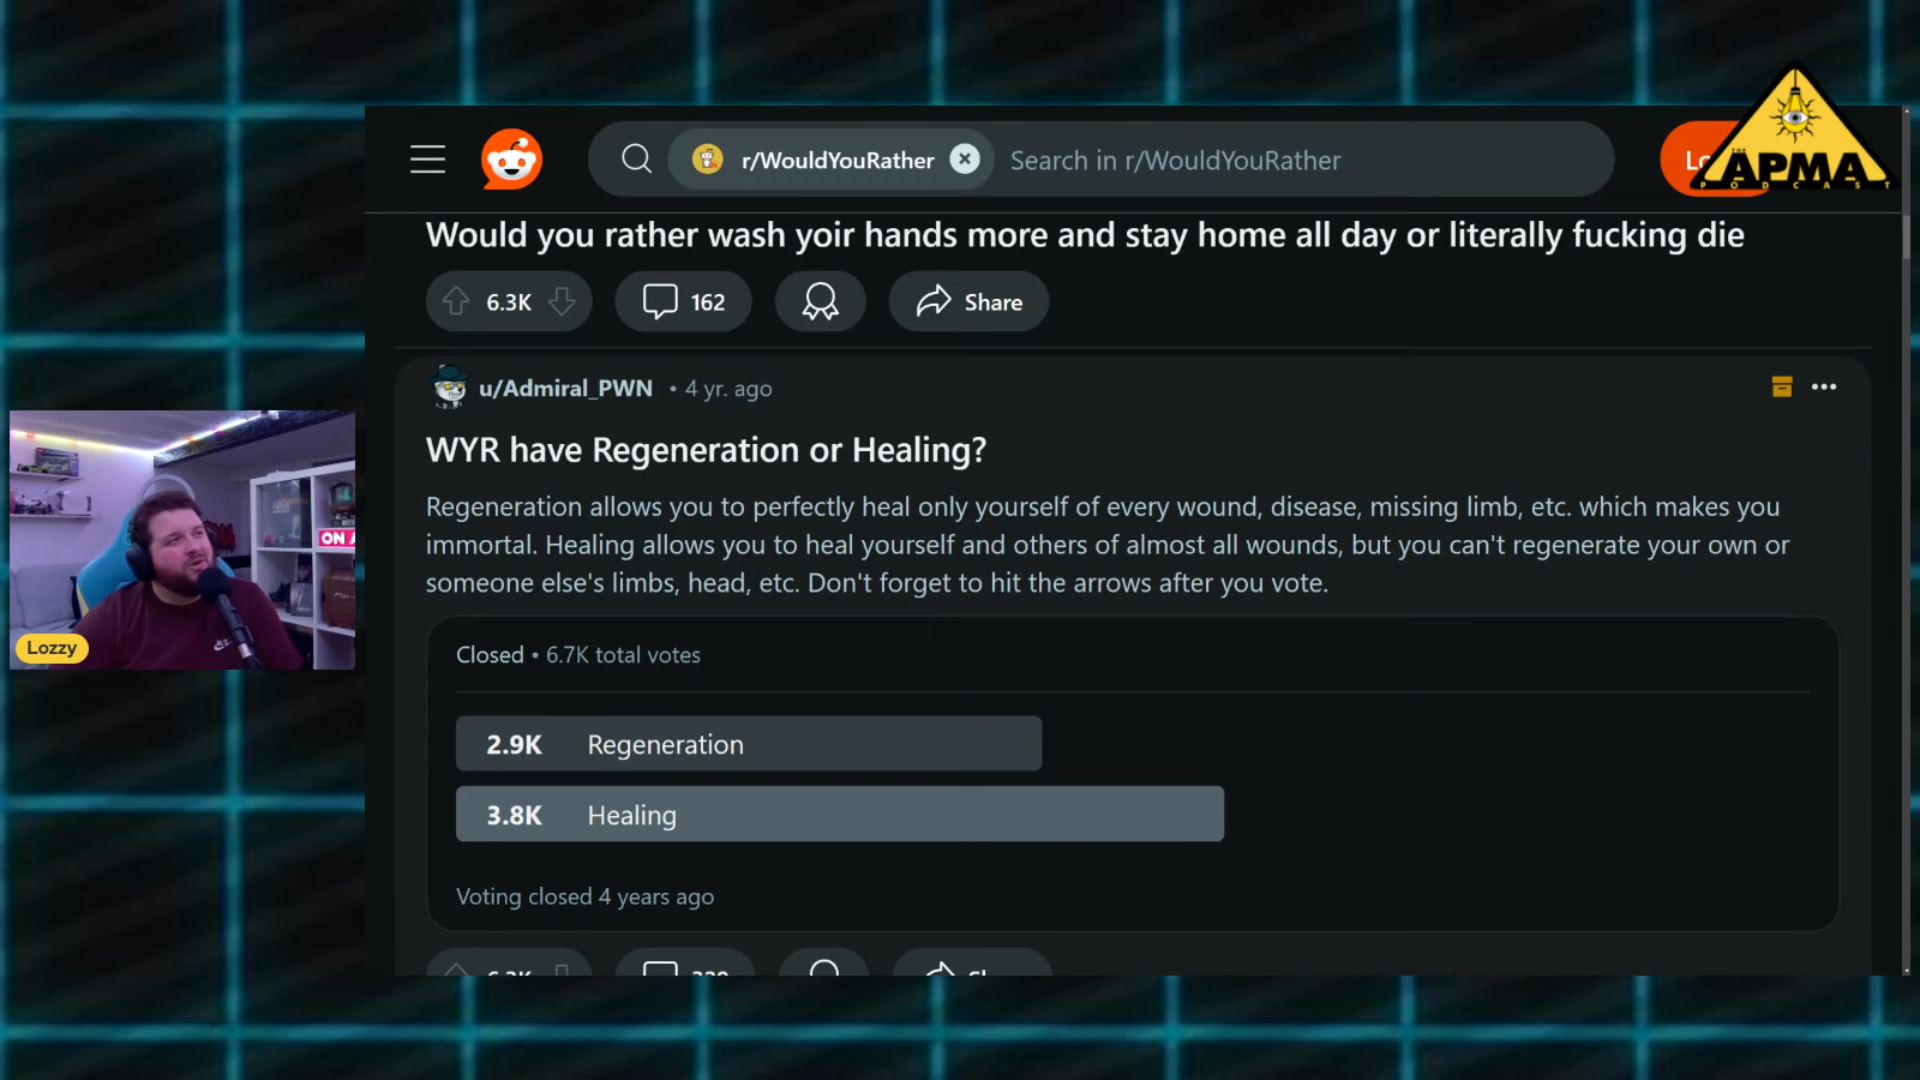 r/WouldYouRather
Search in r/WouldYouRather
THE
APMA
PODCAST
Would you rather wash yoir hands more and stay home all day or literally fucking die
6.3K
162
Share
u/Admiral_PWN • 4 yr. ago
WYR have Regeneration or Healing?
Regeneration allows you to perfectly heal only yourself of every wound, disease, missing limb, etc. which makes you
immortal. Healing allows you to heal yourself and others of almost all wounds, but you can't regenerate your own or
someone else's limbs, head, etc. Don't forget to hit the arrows after you vote.
ON A
Lozzy
Closed • 6.7K total votes
2.9K Regeneration
3.8K Healing
Voting closed 4 years ago